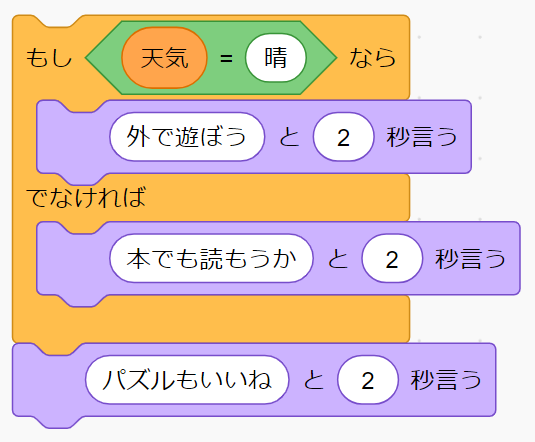 もし 天気 = 晴 なら
外で遊ぼう と 2 秒言う
でなければ
本でも読もうか と 2 秒言う
パズルもいいね と 2 秒言う